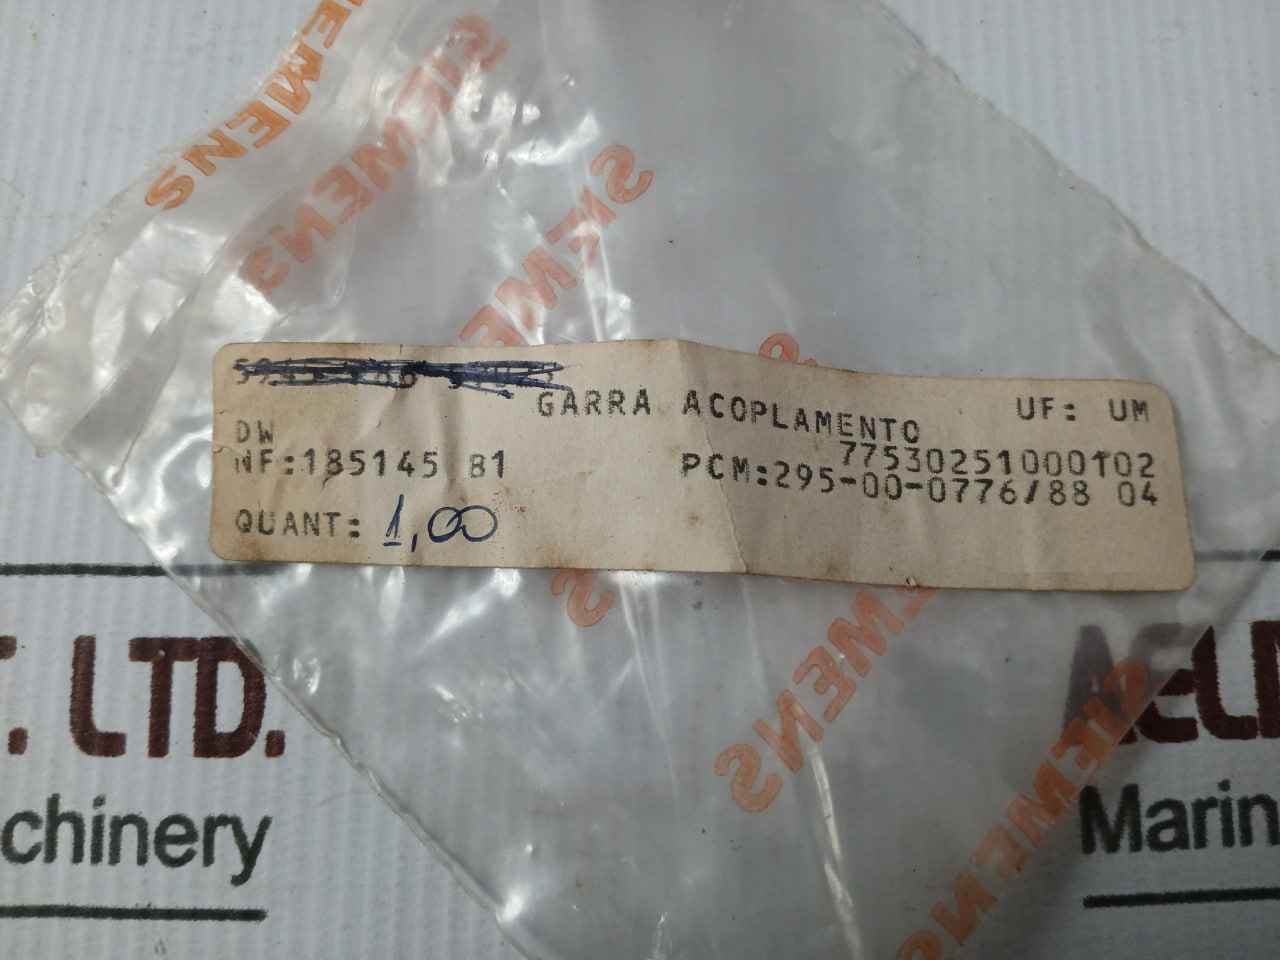 SIEMENS
SIEMENS
SIEMENS
GARRA ACOPLAMENTO UF: UM
DW 77530251000102
NF:185145 B1 PCM:295-00-0776/88 04
QUANT: 1,00
SIEMENS
SIEMENS
T. LTD.
chinery
Marin